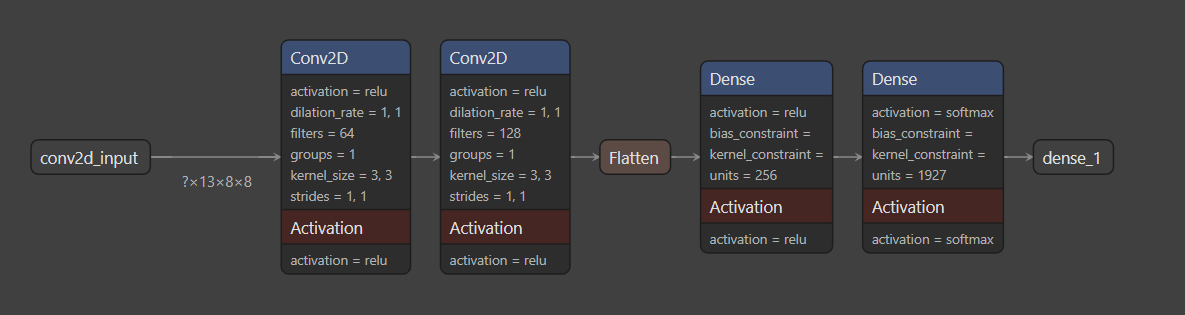 conv2d_input
?×13×8×8
Conv2D
activation = relu
dilation_rate = 1, 1
filters = 64
groups = 1
kernel_size = 3, 3
strides = 1, 1
Activation
activation = relu
Conv2D
activation = relu
dilation_rate = 1, 1
filters = 128
groups = 1
kernel_size = 3, 3
strides = 1, 1
Activation
activation = relu
Flatten
Dense
activation = relu
bias_constraint =
kernel_constraint =
units = 256
Activation
activation = relu
Dense
activation = softmax
bias_constraint =
kernel_constraint =
units = 1927
Activation
activation = softmax
dense_1